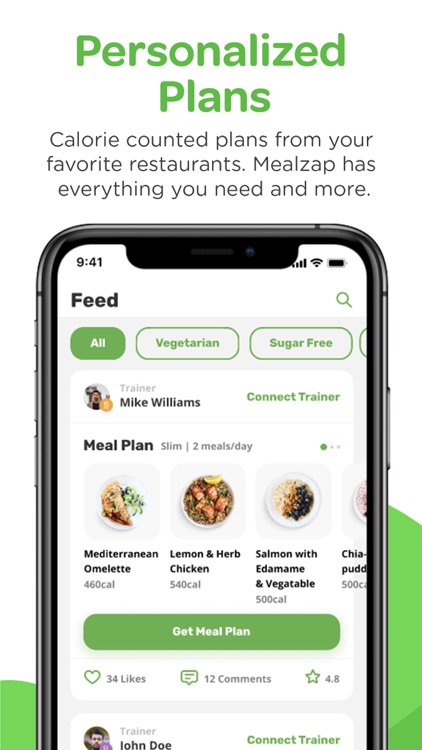 Personalized
Plans
Calorie counted plans from your
favorite restaurants. Mealzap has
everything you need and more.
9:41
Feed
All
Vegetarian
Sugar Free
Trainer
Mike Williams
Connect Trainer
Meal Plan Slim | 2 meals/day
Mediterranean
Omelette
460cal
Lemon & Herb
Chicken
540cal
Salmon with
Edamame
& Vegatable
500cal
Chia-
pudd
500c
Get Meal Plan
34 Likes
12 Comments
4.8
Trainer
John Doe
Connect Trainer